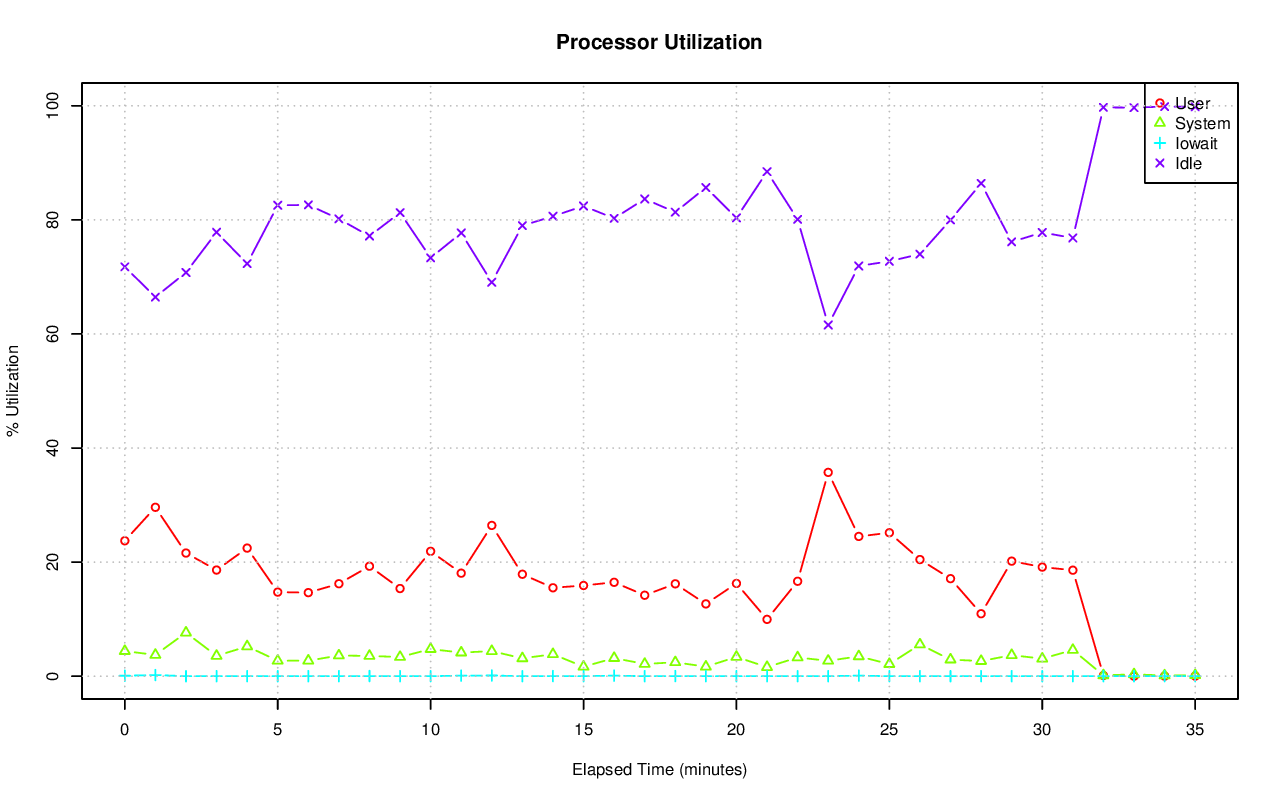 Processor Utilization
% Utilization
100
80
60
40
20
0
User
System
Iowait
Idle
0 5 10 15 20 25 30 35
Elapsed Time (minutes)